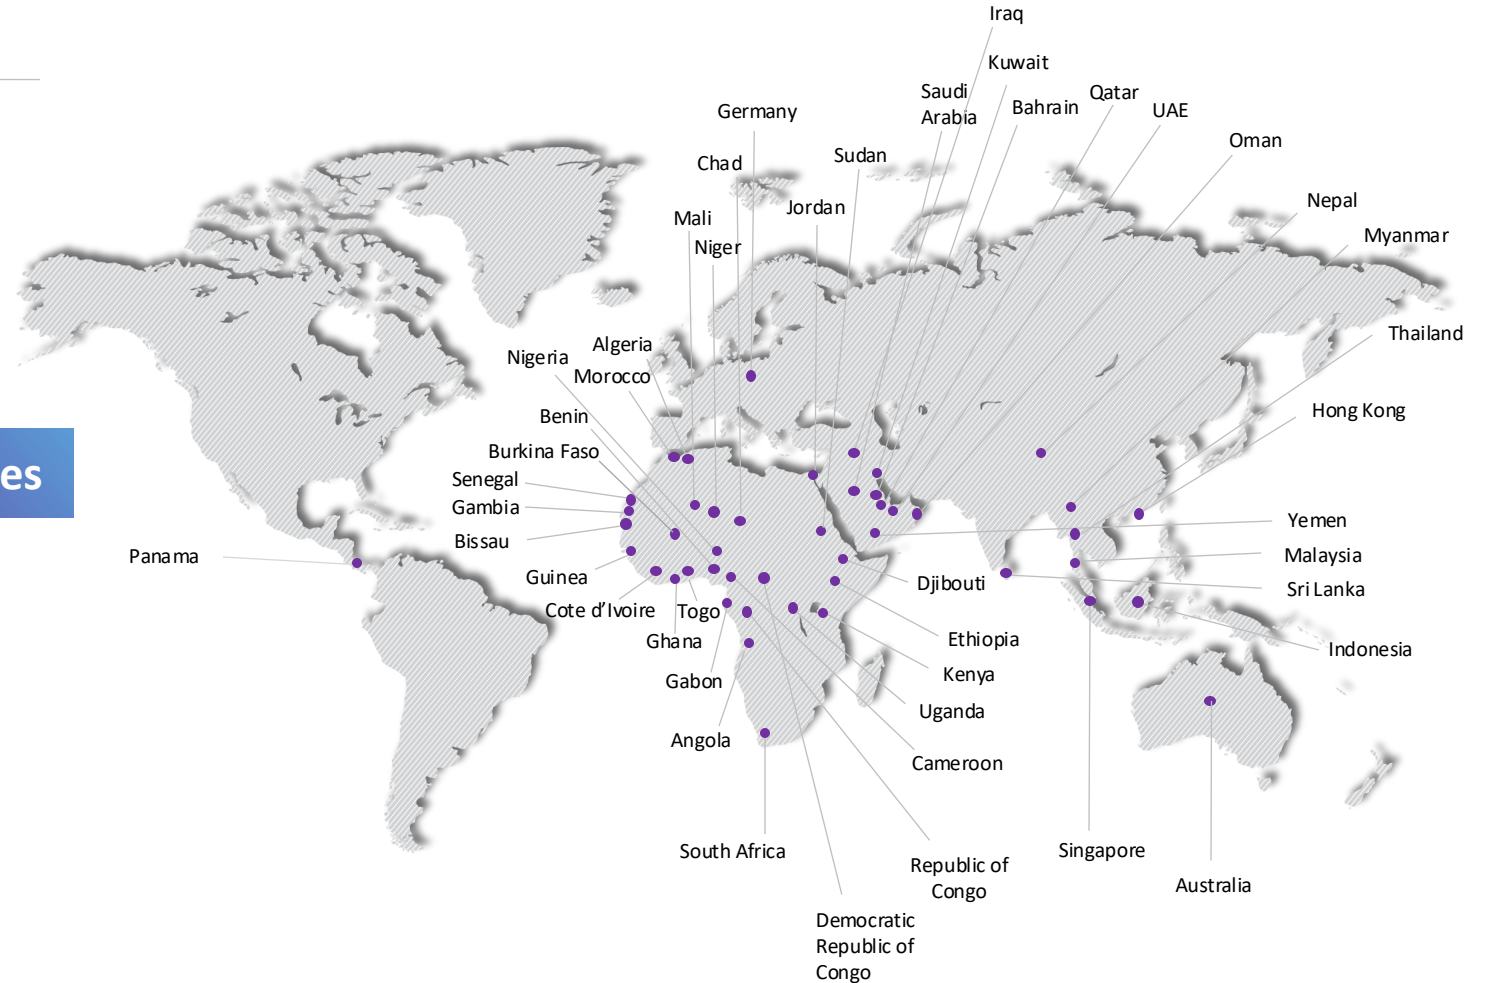 Iraq
Kuwait
Saudi
Arabia
Bahrain
Qatar
UAE
Oman
Germany
Chad
Sudan
Jordan
Mali
Niger
Nepal
Myanmar
Thailand
Hong Kong
Algeria
Nigeria
Morocco
Benin
Burkina Faso
Senegal
Gambia
Bissau
Panama
Guinea
Cote d’Ivoire
Togo
Ghana
Gabon
Angola
Yemen
Malaysia
Sri Lanka
Djibouti
Ethiopia
Indonesia
Kenya
Uganda
Cameroon
South Africa
Republic of
Congo
Singapore
Australia
Democratic
Republic of
Congo
es